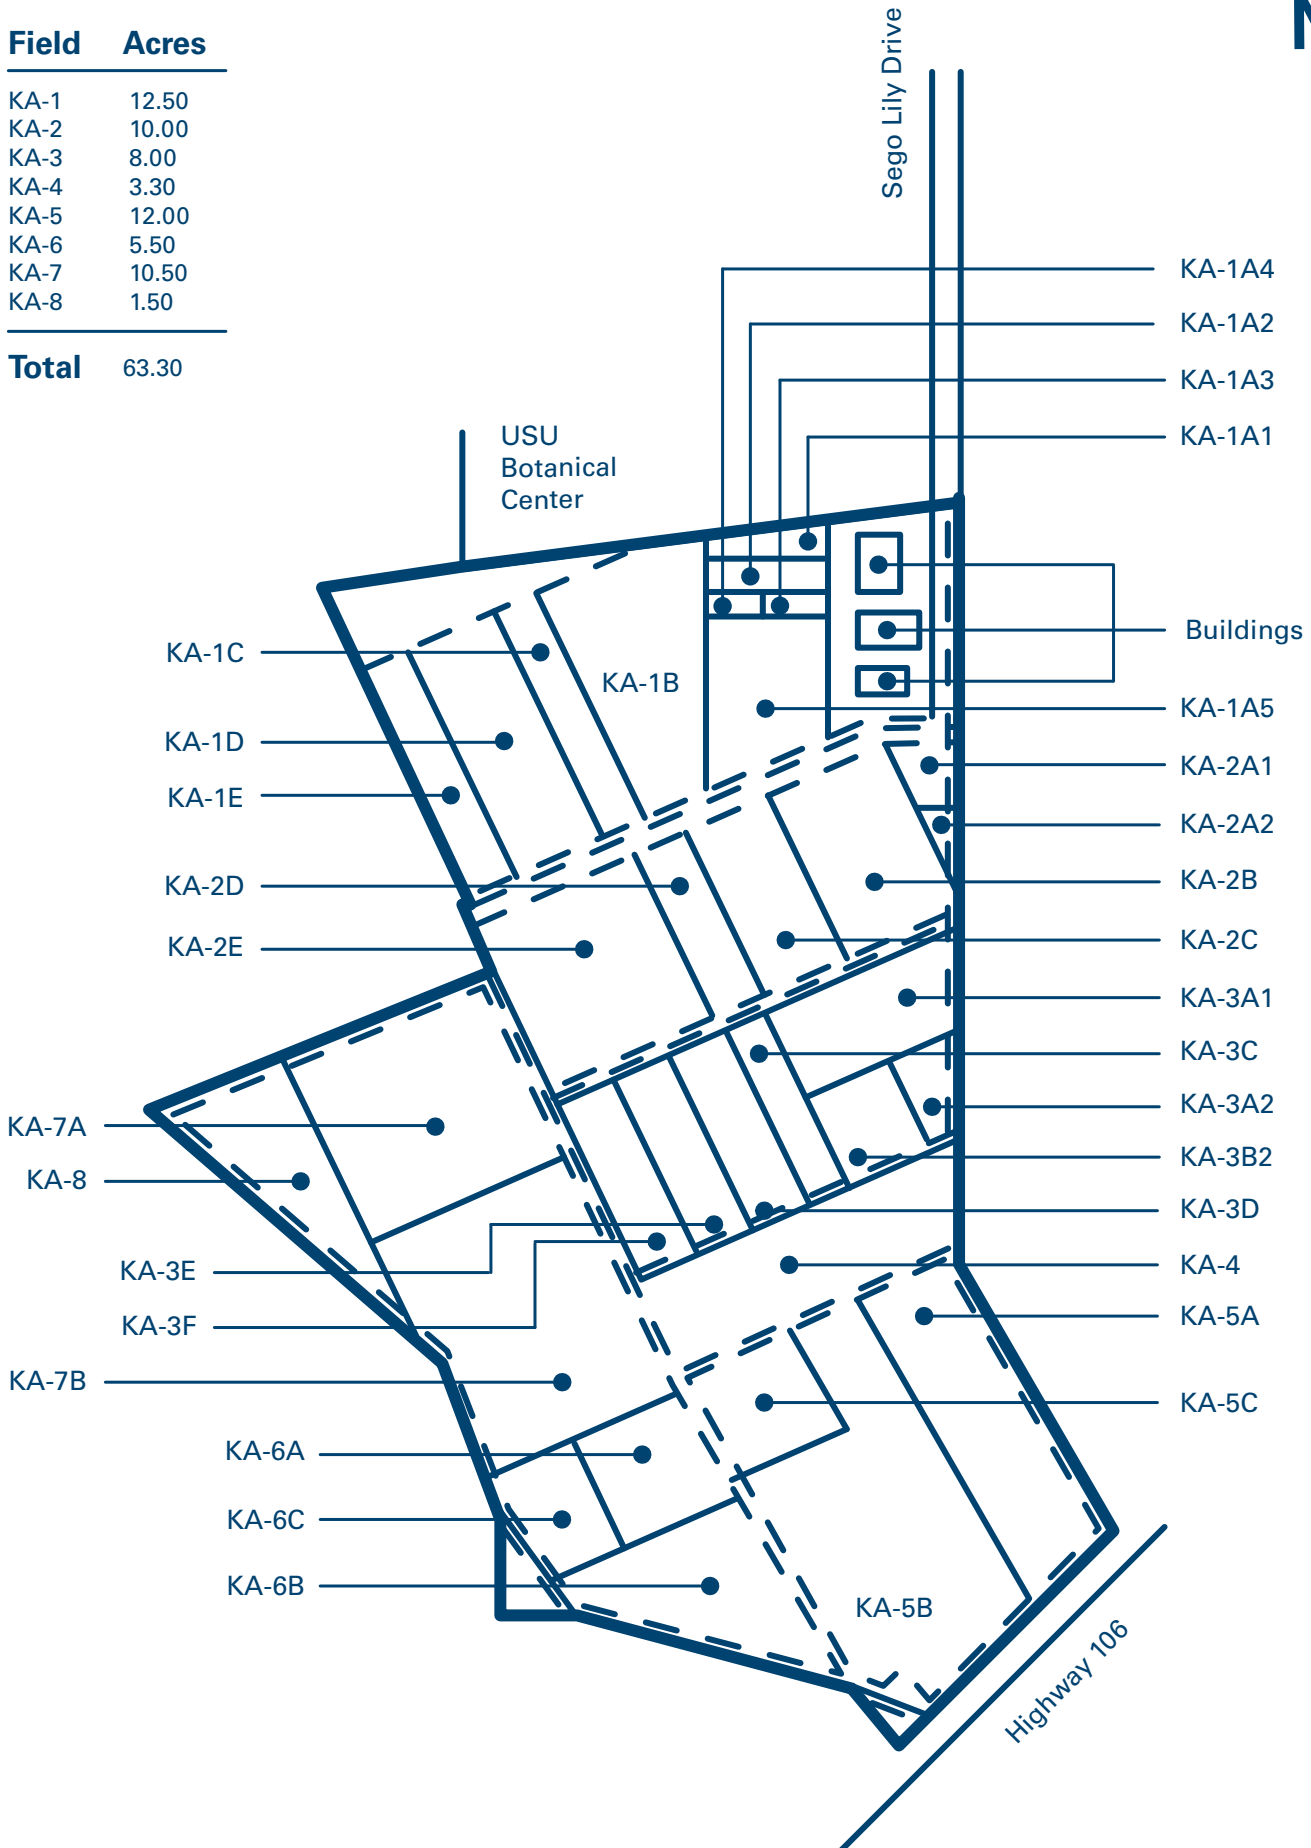 N
Field Acres
KA-1 12.50
KA-2 10.00
KA-3 8.00
KA-4 3.30
KA-5 12.00
KA-6 5.50
KA-7 10.50
KA-8 1.50
Total 63.30
Sego Lily Drive
USU
Botanical
Center
KA-1A4
KA-1A2
KA-1A3
KA-1A1
Buildings
KA-1C
KA-1B
KA-1A5
KA-1D
KA-2A1
KA-1E
KA-2A2
KA-2D
KA-2B
KA-2E
KA-2C
KA-3A1
KA-3C
KA-7A
KA-3A2
KA-8
KA-3B2
KA-3D
KA-3E
KA-4
KA-3F
KA-5A
KA-7B
KA-5C
KA-6A
KA-6C
KA-6B
KA-5B
Highway 106